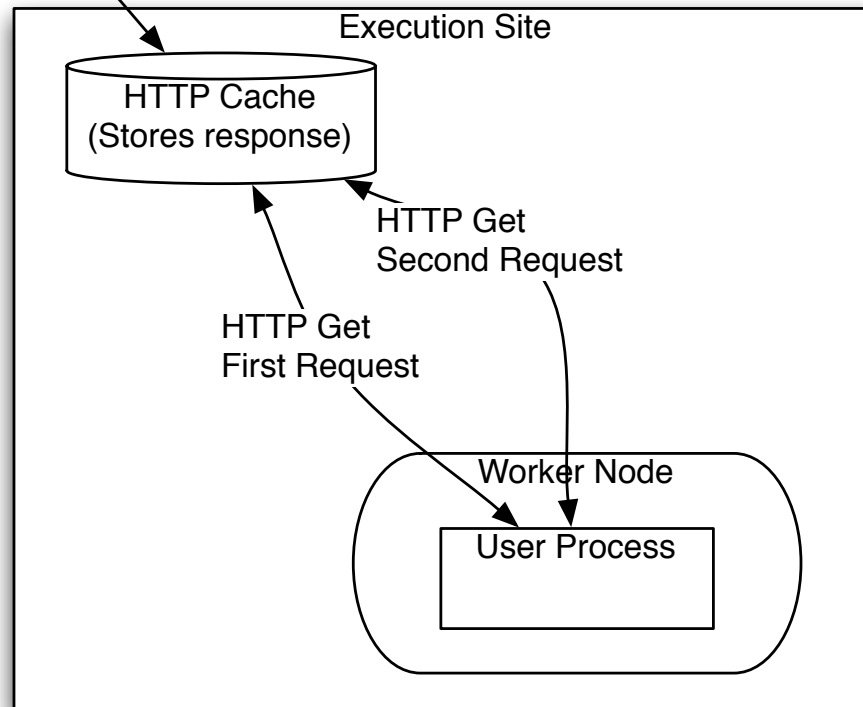 Execution Site
HTTP Cache
(Stores response)
HTTP Get
Second Request
HTTP Get
First Request
Worker Node
User Process